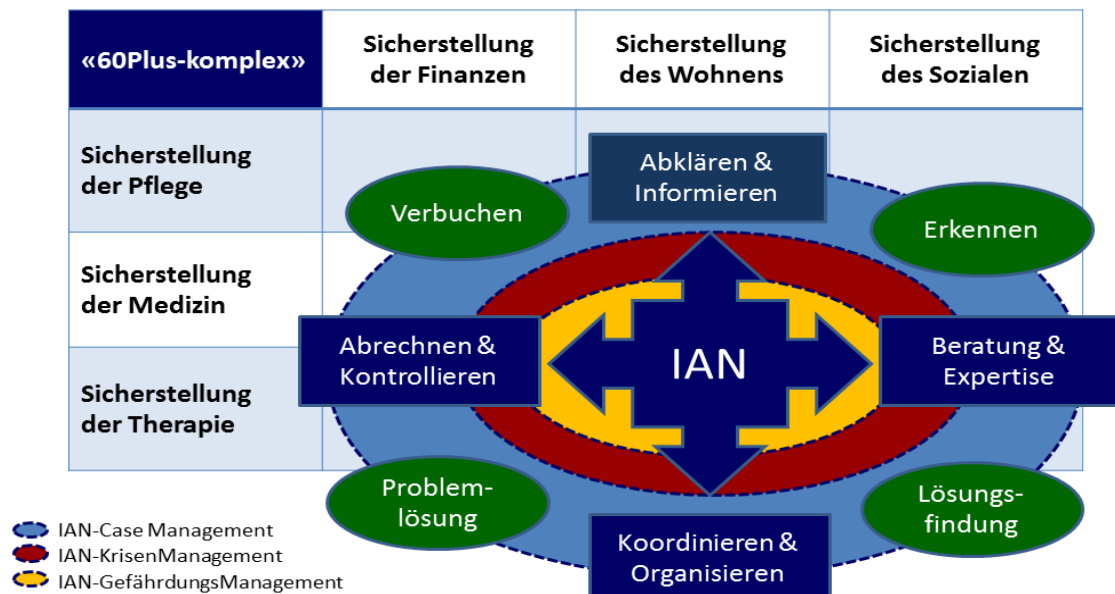 «60Plus-komplex»
Sicherstellung
der Finanzen
Sicherstellung
des Wohnens
Sicherstellung
des Sozialen
Sicherstellung
der Pflege
Abklären &
Informieren
Verbuchen
Erkennen
Sicherstellung
der Medizin
Abrechnen &
Kontrollieren
IAN
Beratung &
Expertise
Sicherstellung
der Therapie
Problem-
lösung
Lösungs-
findung
Koordinieren &
Organisieren
IAN-Case Management
IAN-KrisenManagement
IAN-GefährdungsManagement